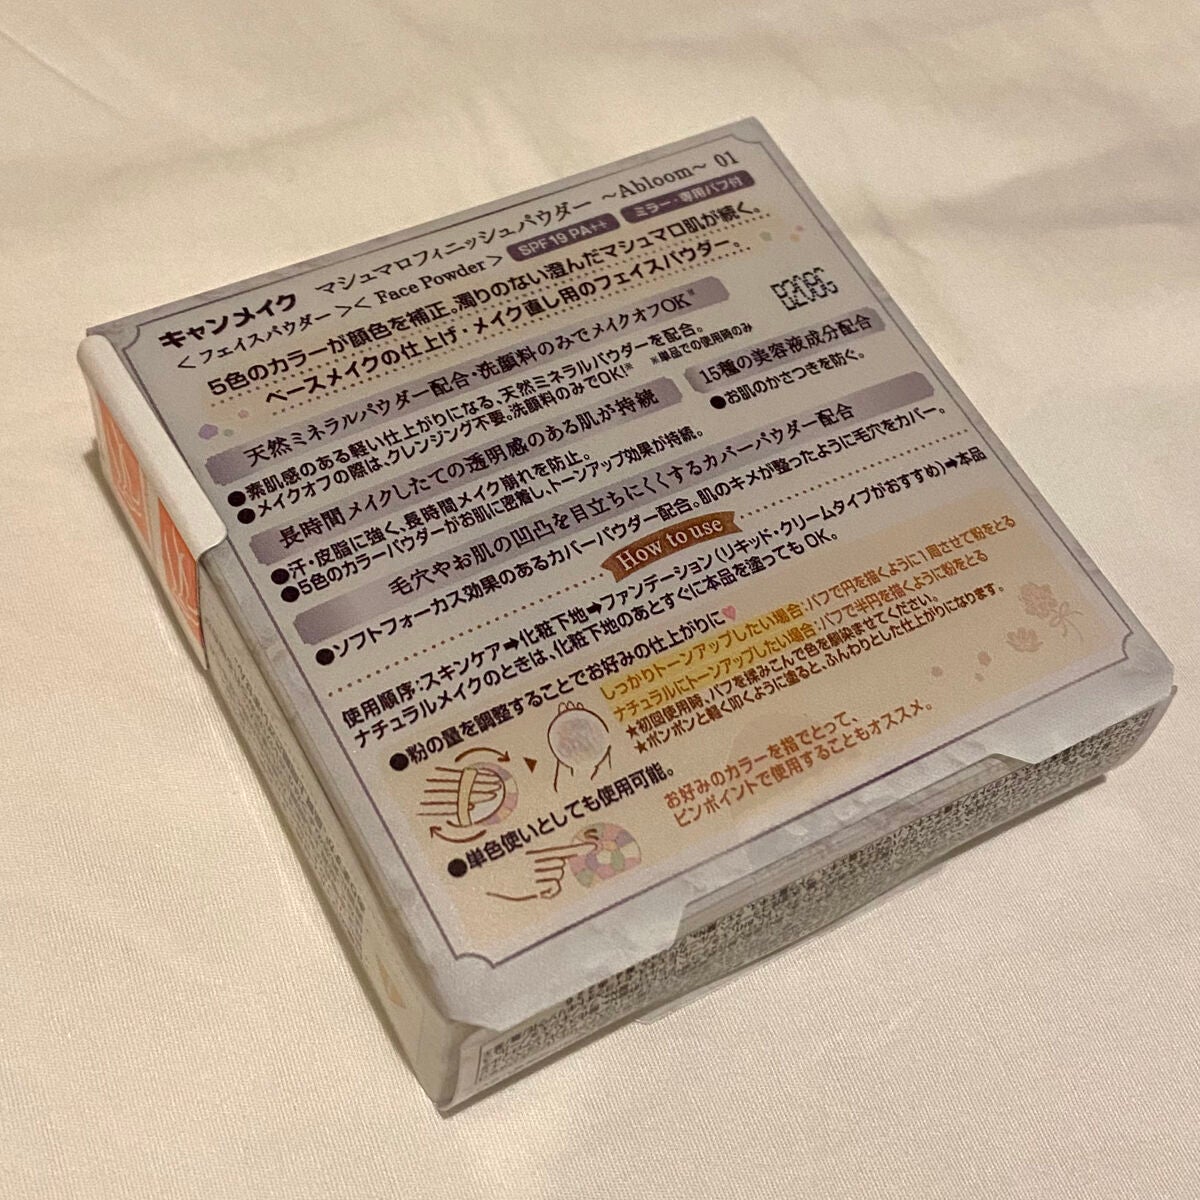 キャンメイク マシュマロフィニッシュパウダー ～Abloom～ 01
＜フェイスパウダー＞＜Face Powder＞ SPF19 PA++ ミラー・専用パフ付
5色のカラーが顔色を補正。濁りのない澄んだマシュマロ肌が続く。
ベースメイクの仕上げ・メイク直し用のフェイスパウダー。
天然ミネラルパウダー配合・洗顔料のみでメイクオフOK※
●素肌感のある軽い仕上がりになる、天然ミネラルパウダーを配合。
●メイクオフの際は、クレンジング不要。洗顔料のみでOK!※ ※単品での使用時のみ
長時間メイクしたての透明感のある肌が持続
●汗・皮脂に強く、長時間メイク崩れを防止。
●5色のカラーパウダーがお肌に密着し、トーンアップ効果が持続。
15種の美容液成分配合
●お肌のかさつきを防ぐ。
毛穴やお肌の凹凸を目立ちにくくするカバーパウダー配合
●ソフトフォーカス効果のあるカバーパウダー配合。肌のキメが整ったように毛穴をカバー。
How to use
使用順序：スキンケア➡化粧下地➡ファンデーション(リキッド・クリームタイプがおすすめ)➡本品
ナチュラルメイクのときは、化粧下地のあとすぐに本品を塗ってもOK。
●粉の量を調整することでお好みの仕上がりに♥
しっかりトーンアップしたい場合：パフで円を描くように1周させて粉をとる
ナチュラルにトーンアップしたい場合：パフで半円を描くように粉をとる
★初回使用時、パフを揉みこんで色を馴染ませてください。
★ポンポンと軽く叩くように塗ると、ふんわりとした仕上がりになります。
●単色使いとしても使用可能。
お好みのカラーを指でとって、
ピンポイントで使用することもオススメ。